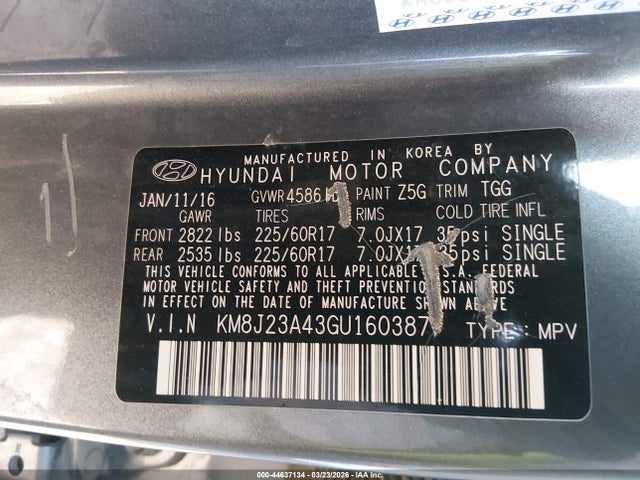 MANUFACTURED IN KOREA BY
HYUNDAI MOTOR COMPANY
JAN/11/16 GVWR 4586 PAINT Z5G TRIM TGG
GAWR TIRES RIMS COLD TIRE INFL
FRONT 2822 lbs 225/60R17 7.0JX17 35psi SINGLE
REAR 2535 lbs 225/60R17 7.0JX17 35psi SINGLE
THIS VEHICLE CONFORMS TO ALL APPLICABLE U.S.A. FEDERAL
MOTOR VEHICLE SAFETY AND THEFT PREVENTION STANDARDS
IN EFFECT ON THE DATE OF MANUFACTURE SHOWN ABOVE
V.I.N KM8J23A43GU160387 TYPE: MPV
000-44637134 — 03/23/2026 — IAA Inc.